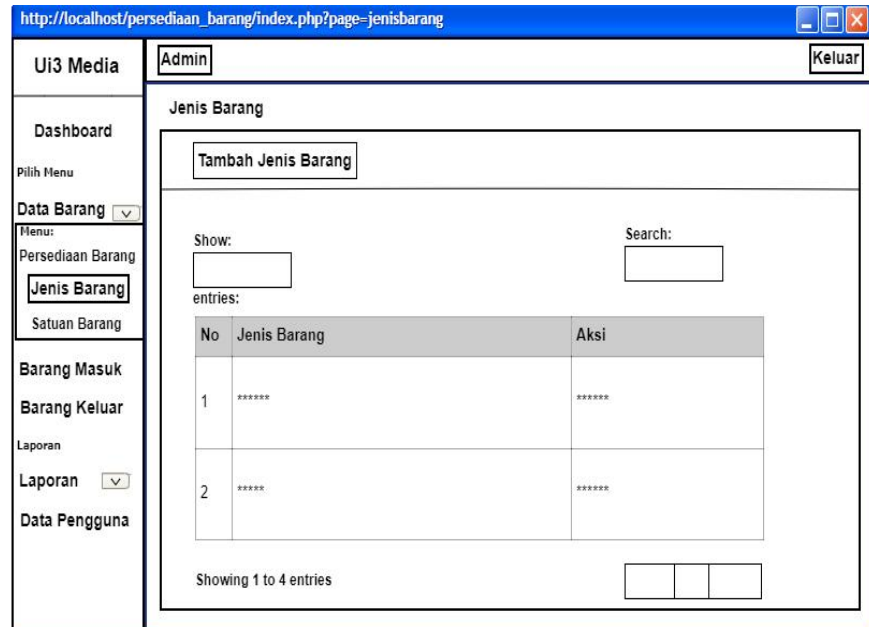 http://localhost/persediaan_barang/index.php?page=jenisbarang
Ui3 Media
Admin
Keluar
Dashboard
Pilih Menu
Data Barang
Menu:
Persediaan Barang
Jenis Barang
Satuan Barang
Barang Masuk
Barang Keluar
Laporan
Laporan
Data Pengguna
Jenis Barang
Tambah Jenis Barang
Show:
entries:
Search:
No Jenis Barang Aksi
1 ****** ******
2 ***** ******
Showing 1 to 4 entries